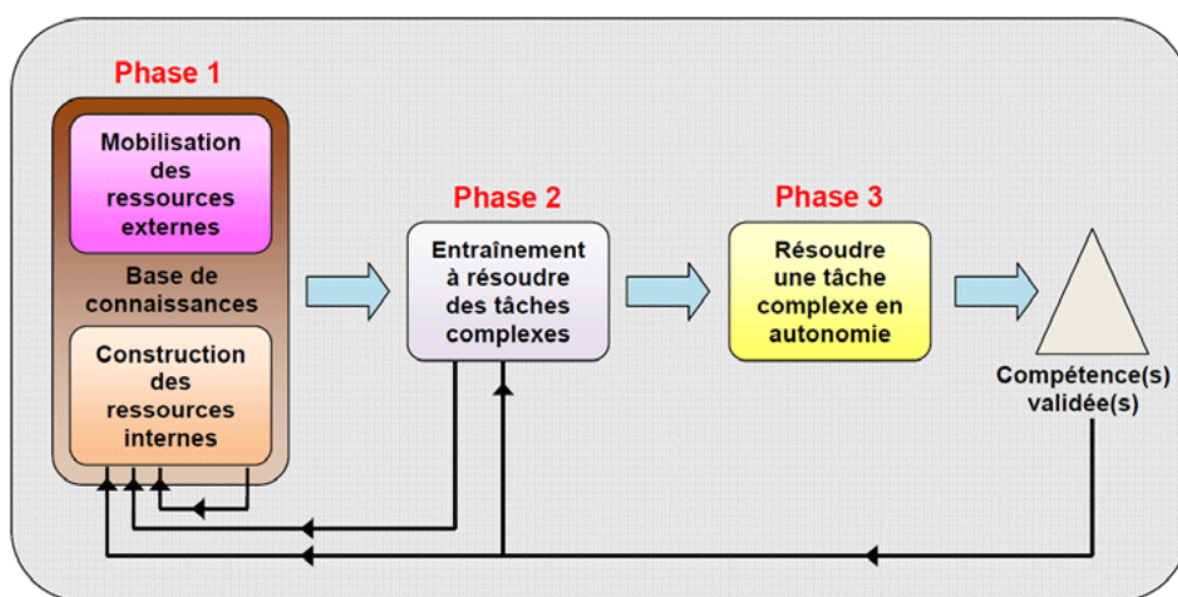 Phase 1
Mobilisation
des
ressources
externes
Base de
connaissances
Construction
des
ressources
internes
Phase 2
Entraînement
à résoudre
des tâches
complexes
Phase 3
Résoudre
une tâche
complexe en
autonomie
Compétence(s)
validée(s)